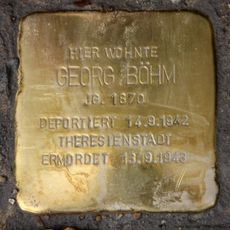 HIER WOHNTE
GEORG BÖHM
JG. 1870
DEPORTIERT 14.9.1942
THERESIENSTADT
ERMORDET 13.9.1943